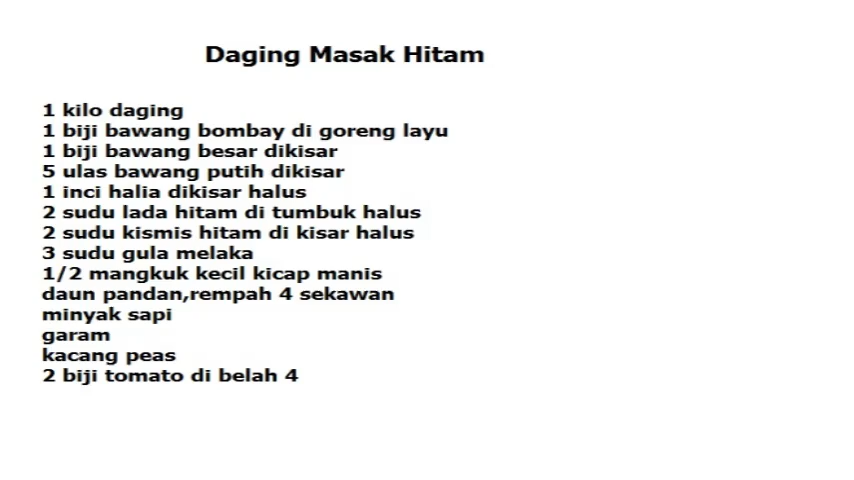 Daging Masak Hitam
1 kilo daging
1 biji bawang bombay di goreng layu
1 biji bawang besar dikisar
5 ulas bawang putih dikisar
1 inci halia dikisar halus
2 sudu lada hitam di tumbuk halus
2 sudu kismis hitam di kisar halus
3 sudu gula melaka
1/2 mangkuk kecil kicap manis
daun pandan,rempah 4 sekawan
minyak sapi
garam
kacang peas
2 biji tomato di belah 4